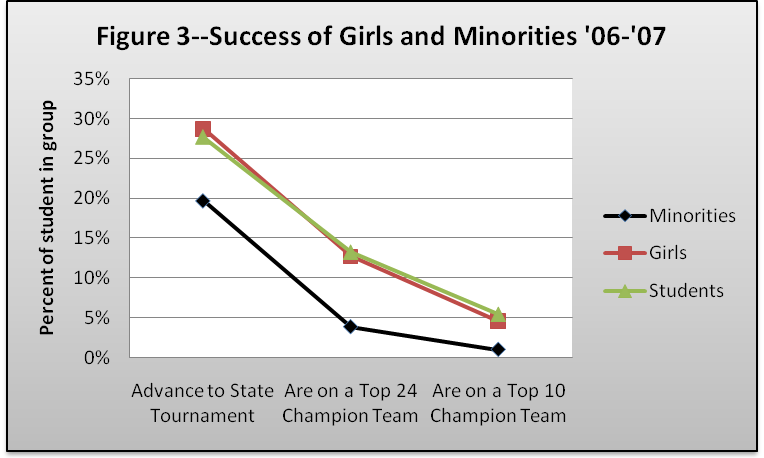 Figure 3--Success of Girls and Minorities '06-'07
Percent of student in group
35%
30%
25%
20%
15%
10%
5%
0%
Advance to State
Tournament
Are on a Top 24
Champion Team
Are on a Top 10
Champion Team
Minorities
Girls
Students